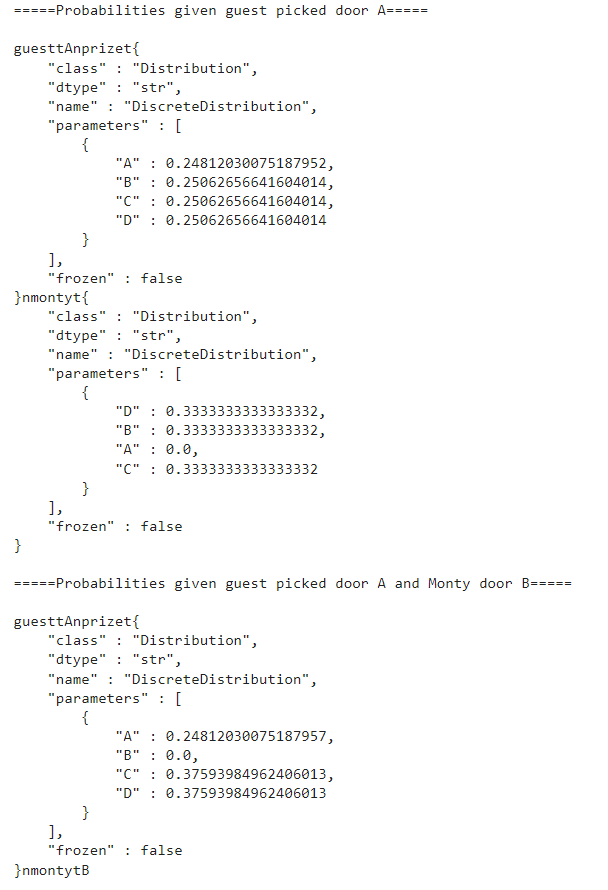 =====Probabilities given guest picked door A=====
guesttAnprizet{
    "class" : "Distribution",
    "dtype" : "str",
    "name" : "DiscreteDistribution",
    "parameters" : [
        {
            "A" : 0.24812030075187952,
            "B" : 0.25062656641604014,
            "C" : 0.25062656641604014,
            "D" : 0.25062656641604014
        }
    ],
    "frozen" : false
}nmontyt{
    "class" : "Distribution",
    "dtype" : "str",
    "name" : "DiscreteDistribution",
    "parameters" : [
        {
            "D" : 0.3333333333333332,
            "B" : 0.3333333333333332,
            "A" : 0.0,
            "C" : 0.3333333333333332
        }
    ],
    "frozen" : false
}
=====Probabilities given guest picked door A and Monty door B=====
guesttAnprizet{
    "class" : "Distribution",
    "dtype" : "str",
    "name" : "DiscreteDistribution",
    "parameters" : [
        {
            "A" : 0.24812030075187957,
            "B" : 0.0,
            "C" : 0.37593984962406013,
            "D" : 0.37593984962406013
        }
    ],
    "frozen" : false
}nmontytB